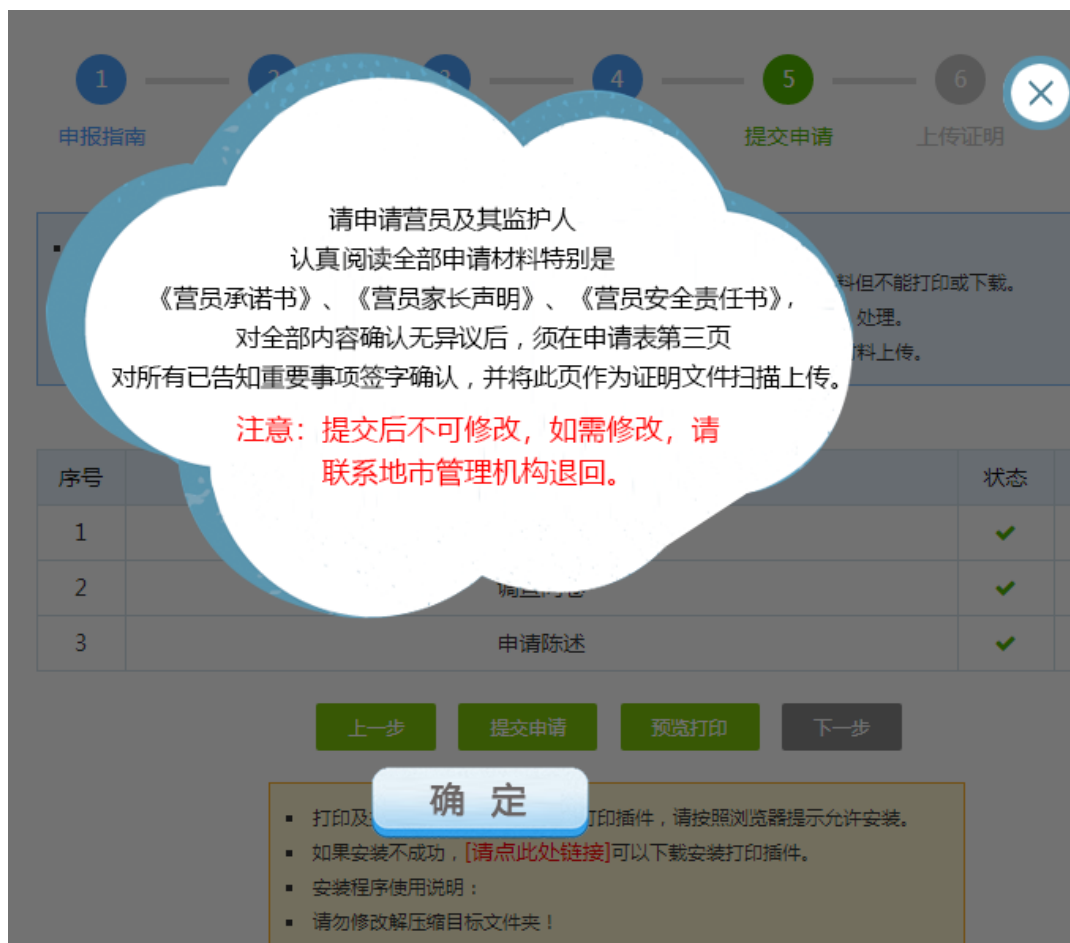 1
2
3
4
5
6
申报指南
提交申请
上传证明
请申请营员及其监护人
认真阅读全部申请材料特别是
《营员承诺书》、《营员家长声明》、《营员安全责任书》,
对全部内容确认无异议后，须在申请表第三页
对所有已告知重要事项签字确认，并将此页作为证明文件扫描上传。
注意：提交后不可修改，如需修改，请
联系地市管理机构退回。
料但不能打印或下载。
处理。
料上传。
序号
状态
1
2
3
申请陈述
上一步
提交申请
预览打印
下一步
确 定
打印及
打印插件，请按照浏览器提示允许安装。
如果安装不成功，[请点此处链接]可以下载安装打印插件。
安装程序使用说明：
请勿修改解压缩目标文件夹！